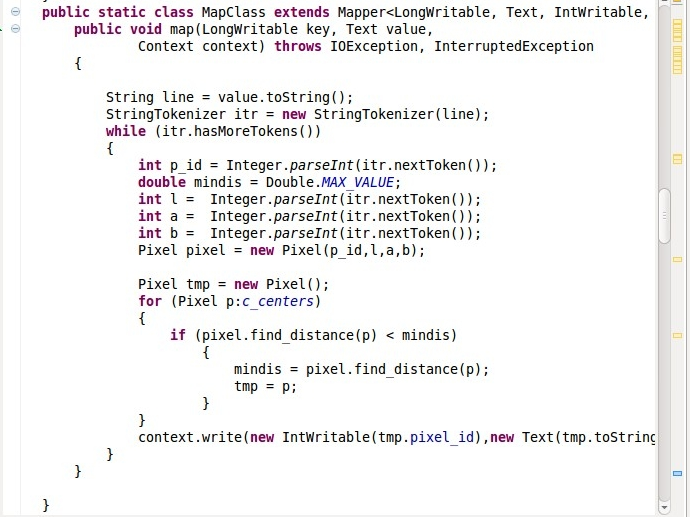 public static class MapClass extends Mapper<LongWritable, Text, IntWritable,
public void map(LongWritable key, Text value,
Context context) throws IOException, InterruptedException
{
String line = value.toString();
StringTokenizer itr = new StringTokenizer(line);
while (itr.hasMoreTokens())
{
int p_id = Integer.parseInt(itr.nextToken());
double mindis = Double.MAX_VALUE;
int l =  Integer.parseInt(itr.nextToken());
int a =  Integer.parseInt(itr.nextToken());
int b =  Integer.parseInt(itr.nextToken());
Pixel pixel = new Pixel(p_id,l,a,b);
Pixel tmp = new Pixel();
for (Pixel p:c_centers)
{
if (pixel.find_distance(p) < mindis)
{
mindis = pixel.find_distance(p);
tmp = p;
}
}
context.write(new IntWritable(tmp.pixel_id),new Text(tmp.toString
}
}
}